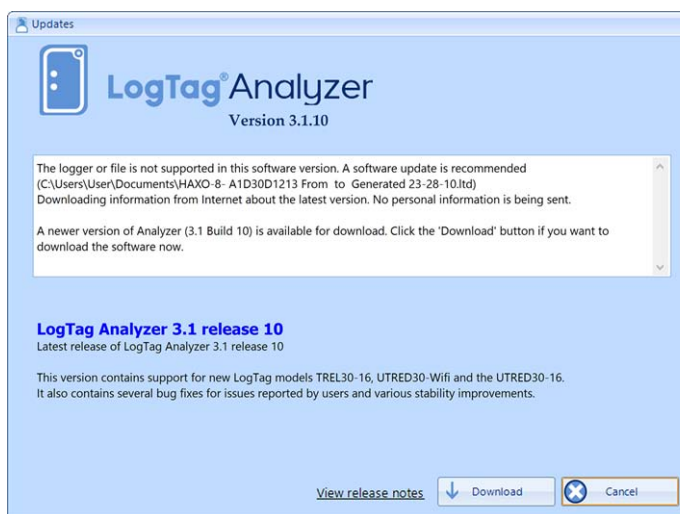 Updates
LogTag® Analyzer
Version 3.1.10
The logger or file is not supported in this software version. A software update is recommended
(C:\Users\User\Documents\HAXO-8- A1D30D1213 From to Generated 23-28-10.ltd)
Downloading information from Internet about the latest version. No personal information is being sent.
A newer version of Analyzer (3.1 Build 10) is available for download. Click the 'Download' button if you want to
download the software now.
LogTag Analyzer 3.1 release 10
Latest release of LogTag Analyzer 3.1 release 10
This version contains support for new LogTag models TREL30-16, UTRED30-Wifi and the UTRED30-16.
It also contains several bug fixes for issues reported by users and various stability improvements.
View release notes Download Cancel